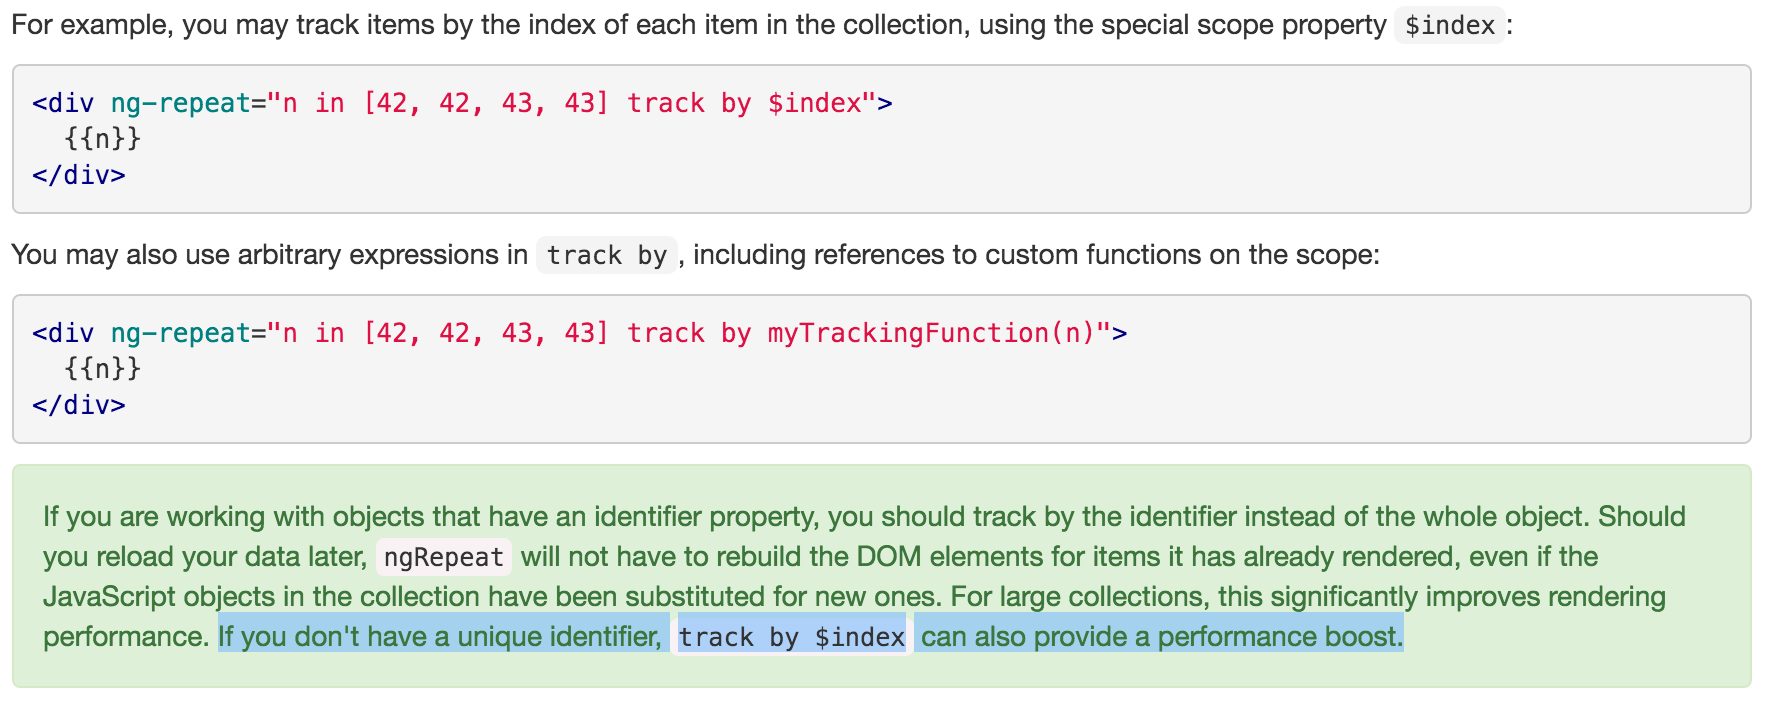 For example, you may track items by the index of each item in the collection, using the special scope property $index:
<div ng-repeat="n in [42, 42, 43, 43] track by $index">
  {{n}}
</div>
You may also use arbitrary expressions in track by, including references to custom functions on the scope:
<div ng-repeat="n in [42, 42, 43, 43] track by myTrackingFunction(n)">
  {{n}}
</div>
If you are working with objects that have an identifier property, you should track by the identifier instead of the whole object. Should
you reload your data later, ngRepeat will not have to rebuild the DOM elements for items it has already rendered, even if the
JavaScript objects in the collection have been substituted for new ones. For large collections, this significantly improves rendering
performance. If you don't have a unique identifier, track by $index can also provide a performance boost.